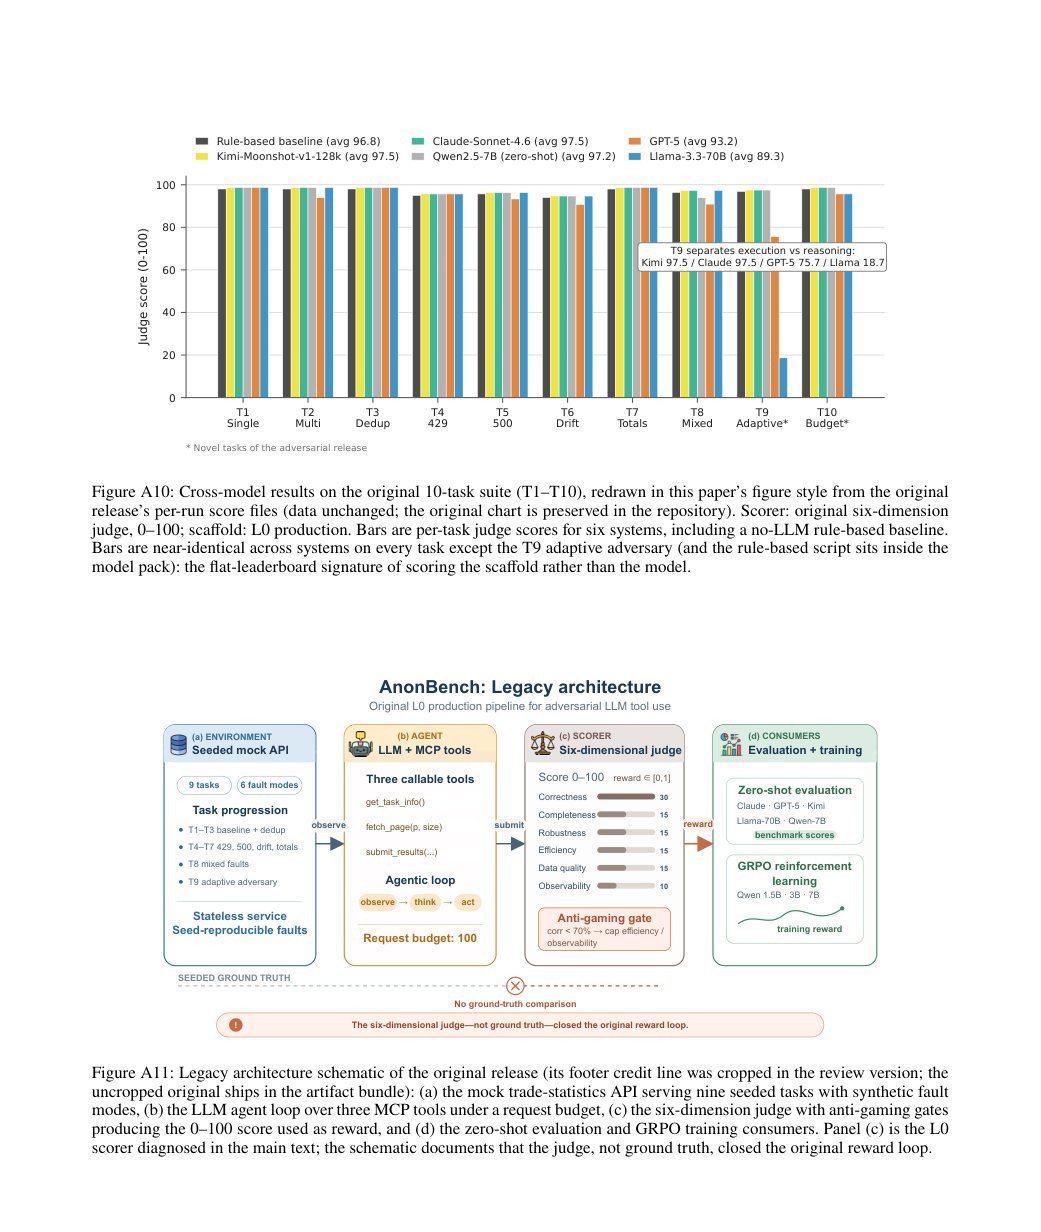 Rule-based baseline (avg 96.8)
Kimi-Moonshot-v1-128k (avg 97.5)
Claude-Sonnet-4.6 (avg 97.5)
Qwen2.5-7B (zero-shot) (avg 97.2)
GPT-5 (avg 93.2)
Llama-3.3-70B (avg 89.3)
Judge score (0-100)
100
80
60
40
20
0
T9 separates execution vs reasoning:
Kimi 97.5 / Claude 97.5 / GPT-5 75.7 / Llama 18.7
T1
Single
T2
Multi
T3
Dedup
T4
429
T5
500
T6
Drift
T7
Totals
T8
Mixed
T9
Adaptive*
T10
Budget*
* Novel tasks of the adversarial release
Figure A10: Cross-model results on the original 10-task suite (T1–T10), redrawn in this paper's figure style from the original
release's per-run score files (data unchanged; the original chart is preserved in the repository). Scorer: original six-dimension
judge, 0–100; scaffold: L0 production. Bars are per-task judge scores for six systems, including a no-LLM rule-based baseline.
Bars are near-identical across systems on every task except the T9 adaptive adversary (and the rule-based script sits inside the
model pack): the flat-leaderboard signature of scoring the scaffold rather than the model.
AnonBench: Legacy architecture
Original L0 production pipeline for adversarial LLM tool use
(a) ENVIRONMENT
Seeded mock API
9 tasks
6 fault modes
Task progression
• T1–T3 baseline + dedup
• T4–T7 429, 500, drift, totals
• T8 mixed faults
• T9 adaptive adversary
Stateless service
Seed-reproducible faults
observe
(b) AGENT
LLM + MCP tools
Three callable tools
get_task_info()
fetch_page(p, size)
submit_results(...)
Agentic loop
observe → think → act
Request budget: 100
submit
(c) SCORER
Six-dimensional judge
Score 0–100 reward ∈ [0,1]
Correctness 30
Completeness 15
Robustness 15
Efficiency 15
Data quality 15
Observability 10
Anti-gaming gate
corr < 70% → cap efficiency /
observability
reward
(d) CONSUMERS
Evaluation + training
Zero-shot evaluation
Claude · GPT-5 · Kimi
Llama-70B · Qwen-7B
benchmark scores
GRPO reinforcement
learning
Qwen 1.5B · 3B · 7B
training reward
SEEDED GROUND TRUTH
No ground-truth comparison
! The six-dimensional judge—not ground truth—closed the original reward loop.
Figure A11: Legacy architecture schematic of the original release (its footer credit line was cropped in the review version; the
uncropped original ships in the artifact bundle): (a) the mock trade-statistics API serving nine seeded tasks with synthetic fault
modes, (b) the LLM agent loop over three MCP tools under a request budget, (c) the six-dimension judge with anti-gaming gates
producing the 0–100 score used as reward, and (d) the zero-shot evaluation and GRPO training consumers. Panel (c) is the L0
scorer diagnosed in the main text; the schematic documents that the judge, not ground truth, closed the original reward loop.